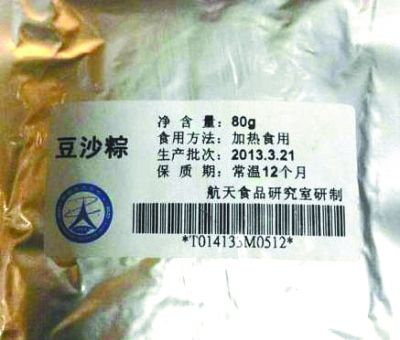 豆沙粽
净 含 量：80g
食用方法：加热食用
生产批次：2013.3.21
保 质 期：常温12个月
航天食品研究室研制